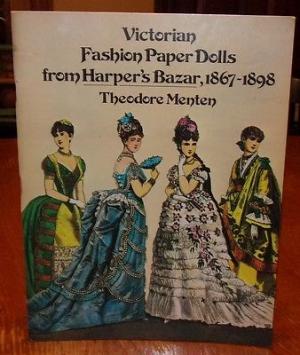 Victorian
Fashion Paper Dolls
from Harper's Bazar, 1867-1898
Theodore Menten